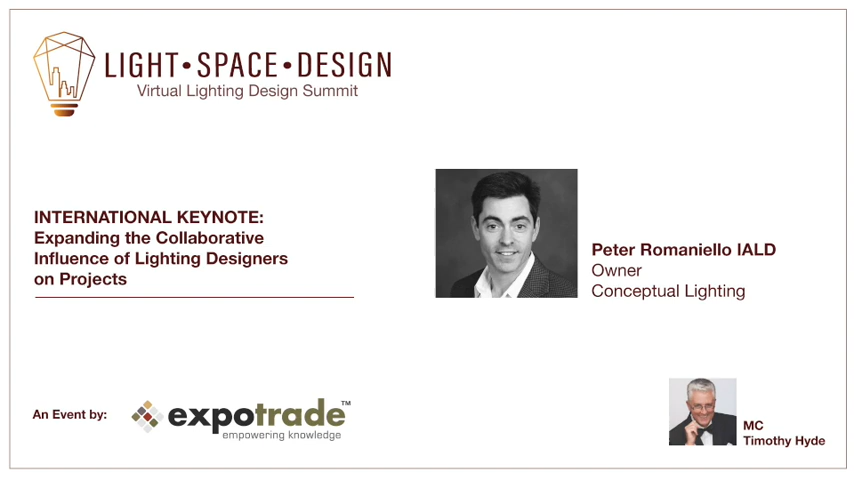 LIGHT•SPACE•DESIGN
Virtual Lighting Design Summit
INTERNATIONAL KEYNOTE:
Expanding the Collaborative
Influence of Lighting Designers
on Projects
Peter Romaniello IALD
Owner
Conceptual Lighting
An Event by:
expotrade™
empowering knowledge
MC
Timothy Hyde